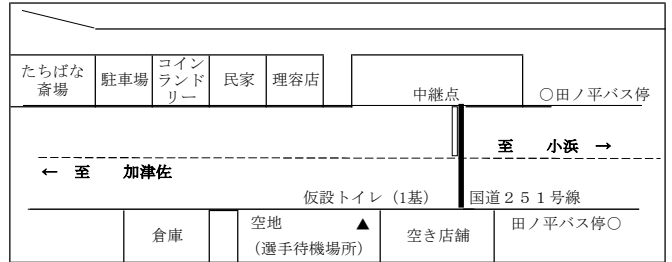 たちばな
斎場
駐車場
コイン
ランド
リー
民家
理容店
中継点
○田ノ平バス停
至 小浜 →
← 至 加津佐
仮設トイレ（1基）
国道２５１号線
倉庫
空地 ▲
（選手待機場所）
空き店舗
田ノ平バス停○